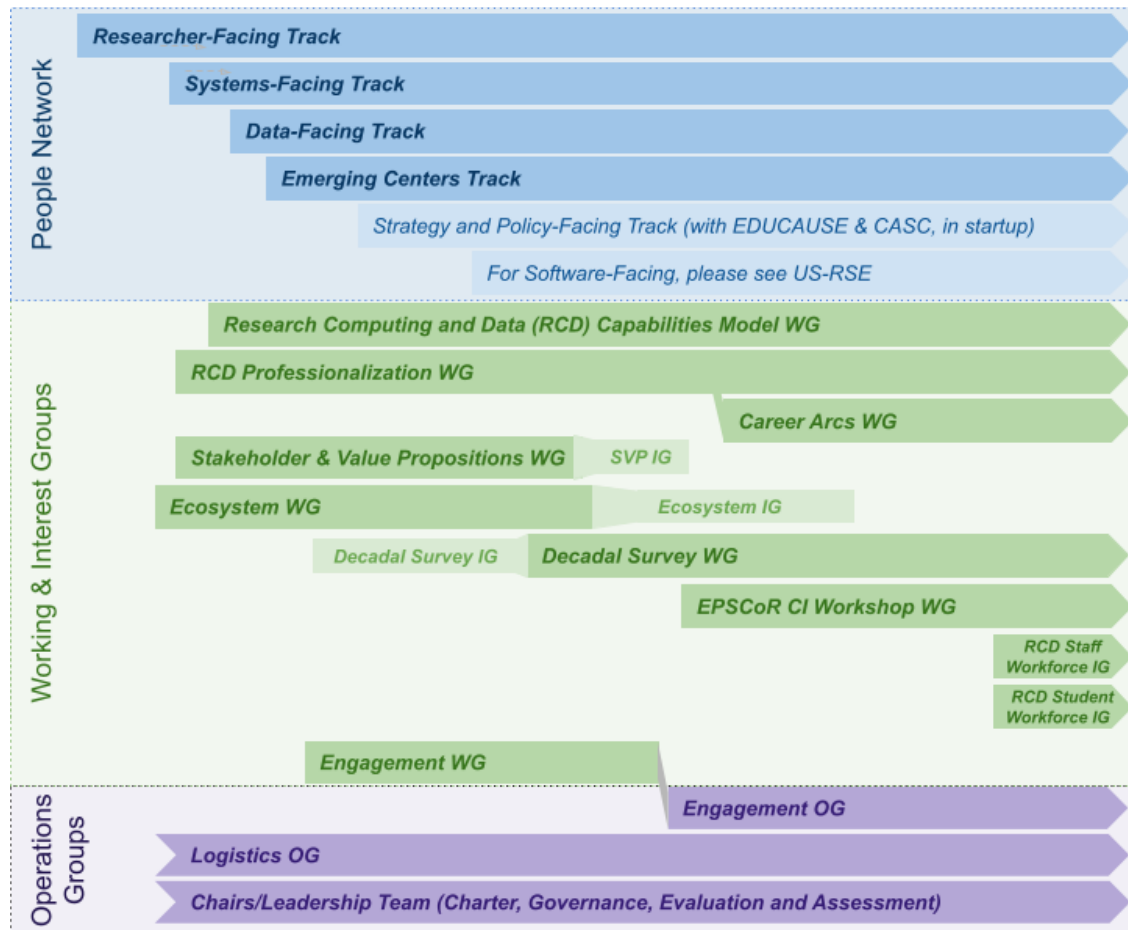 People Network
Researcher-Facing Track
Systems-Facing Track
Data-Facing Track
Emerging Centers Track
Strategy and Policy-Facing Track (with EDUCAUSE & CASC, in startup)
For Software-Facing, please see US-RSE
Working & Interest Groups
Research Computing and Data (RCD) Capabilities Model WG
RCD Professionalization WG
Career Arcs WG
Stakeholder & Value Propositions WG
SVP IG
Ecosystem WG
Ecosystem IG
Decadal Survey IG
Decadal Survey WG
EPSCoR CI Workshop WG
RCD Staff
Workforce IG
RCD Student
Workforce IG
Engagement WG
Operations
Groups
Engagement OG
Logistics OG
Chairs/Leadership Team (Charter, Governance, Evaluation and Assessment)